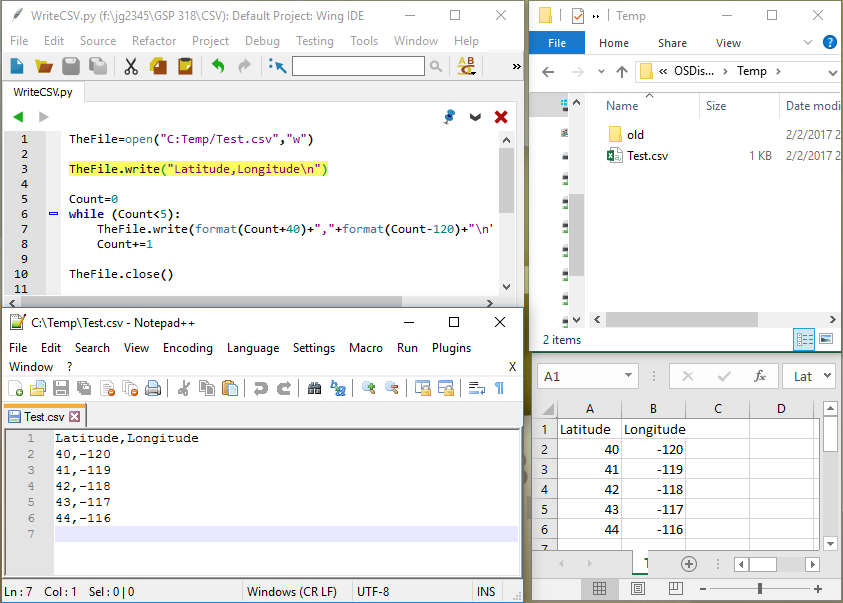 WriteCSV.py (f:\jg2345\GSP 318\CSV): Default Project: Wing IDE
File Edit Source Refactor Project Debug Testing Tools Window Help
WriteCSV.py
1 TheFile=open("C:Temp/Test.csv","w")
2
3 TheFile.write("Latitude,Longitude\n")
4
5 Count=0
6 while (Count<5):
7 TheFile.write(format(Count+40)+","+format(Count-120)+"\n"
8 Count+=1
9
10 TheFile.close()
11
C:\Temp\Test.csv - Notepad++
File Edit Search View Encoding Language Settings Macro Run Plugins
Window ? X
Test.csv
1 Latitude,Longitude
2 40,-120
3 41,-119
4 42,-118
5 43,-117
6 44,-116
7
Ln : 7 Col : 1 Sel : 0 | 0 Windows (CR LF) UTF-8 INS
Temp
File Home Share View
« OSDis... > Temp >
Name Size Date modi
old 2/2/2017 2
Test.csv 1 KB 2/2/2017 2
2 items
A1 fx Lat
A B C D
1 Latitude Longitude
2 40 -120
3 41 -119
4 42 -118
5 43 -117
6 44 -116
7